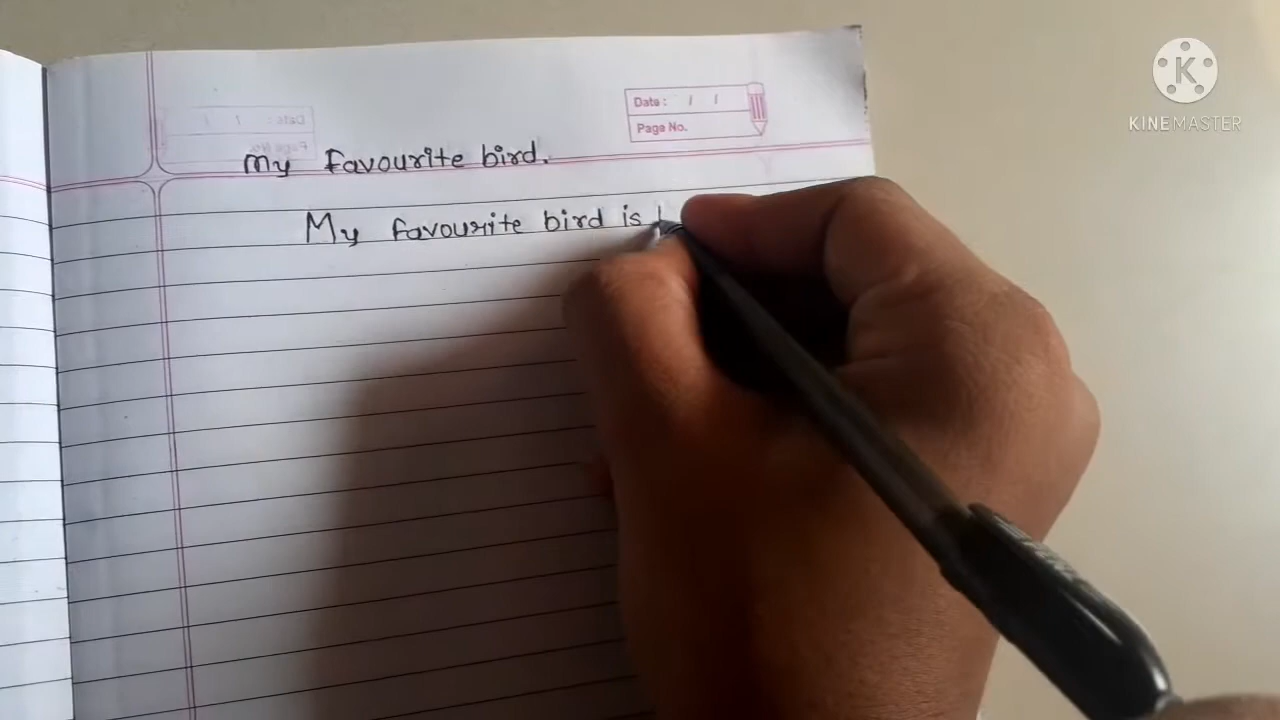 K
KINEMASTER
Date : / /
Page No.
My favourite bird.
My favourite bird is